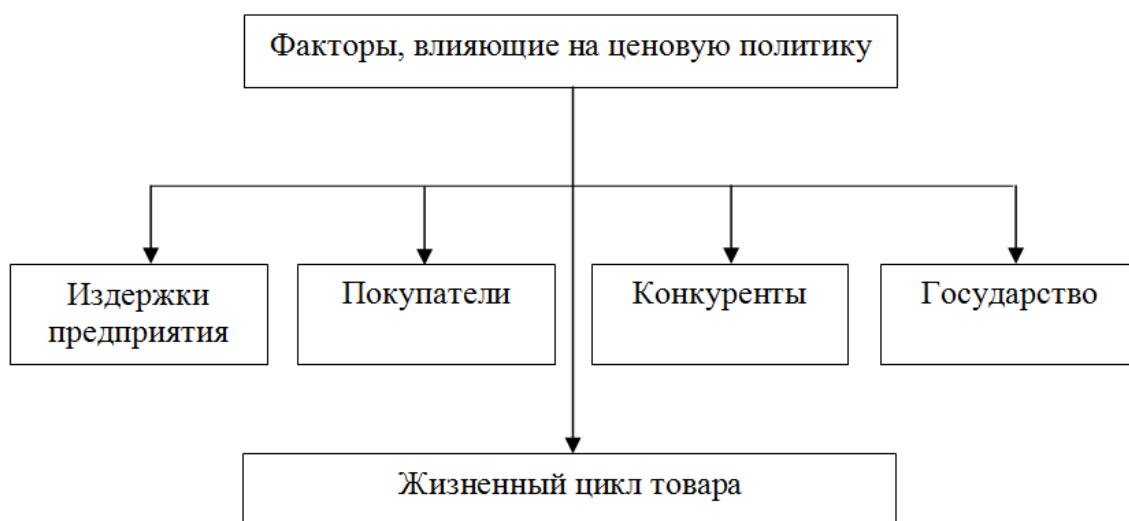 Факторы, влияющие на ценовую политику
Издержки
предприятия
Покупатели
Конкуренты
Государство
Жизненный цикл товара